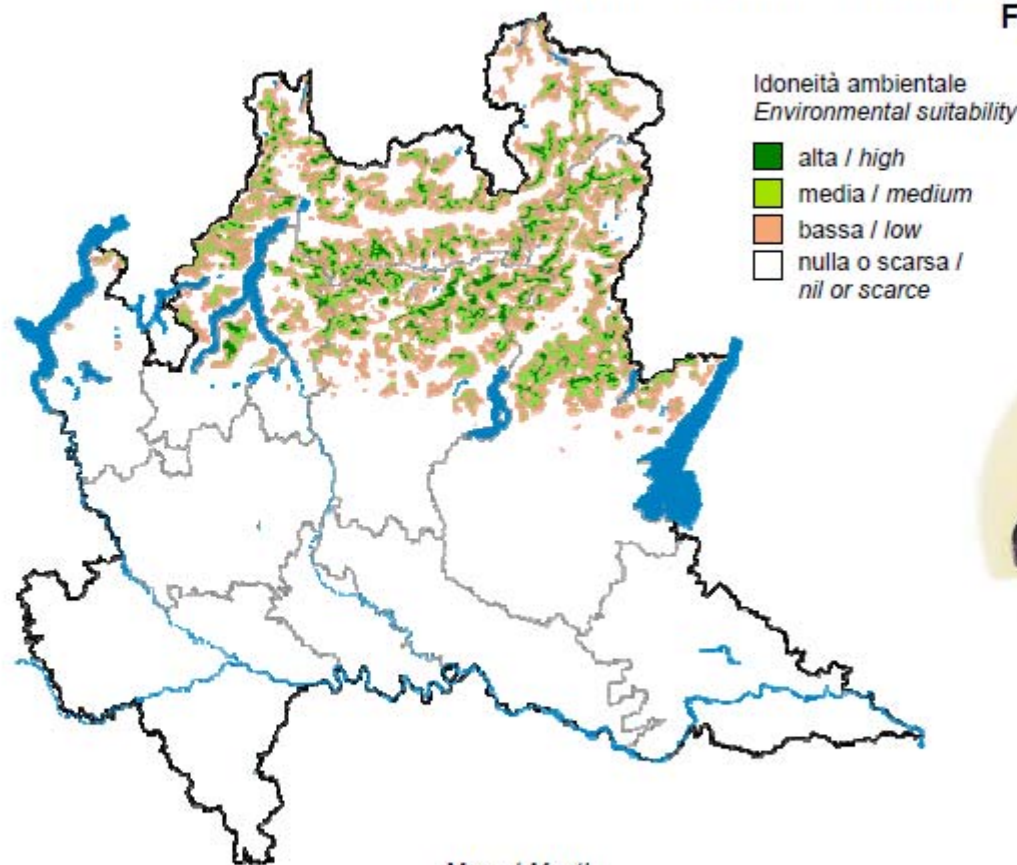 F
Idoneità ambientale
Environmental suitability
alta / high
media / medium
bassa / low
nulla o scarsa /
nil or scarce